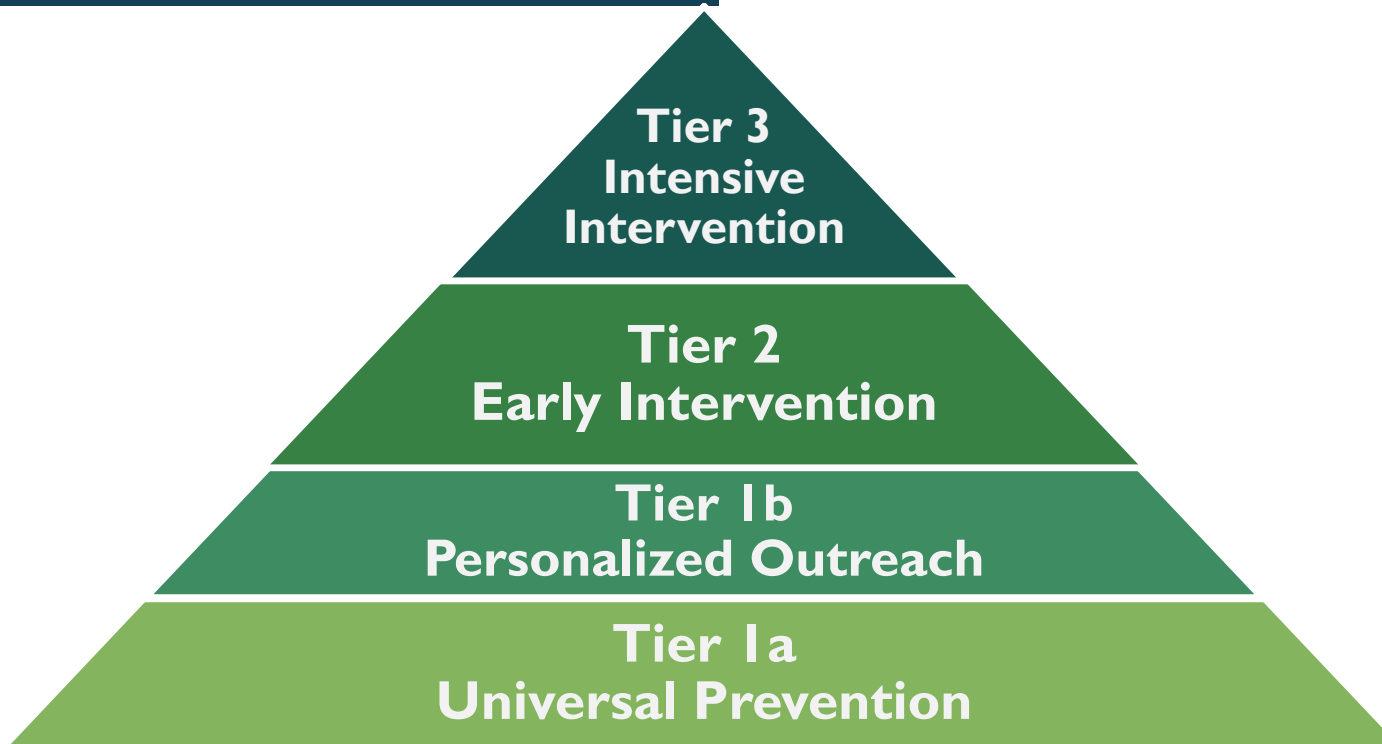 Tier 3
Intensive
Intervention
Tier 2
Early Intervention
Tier 1b
Personalized Outreach
Tier 1a
Universal Prevention